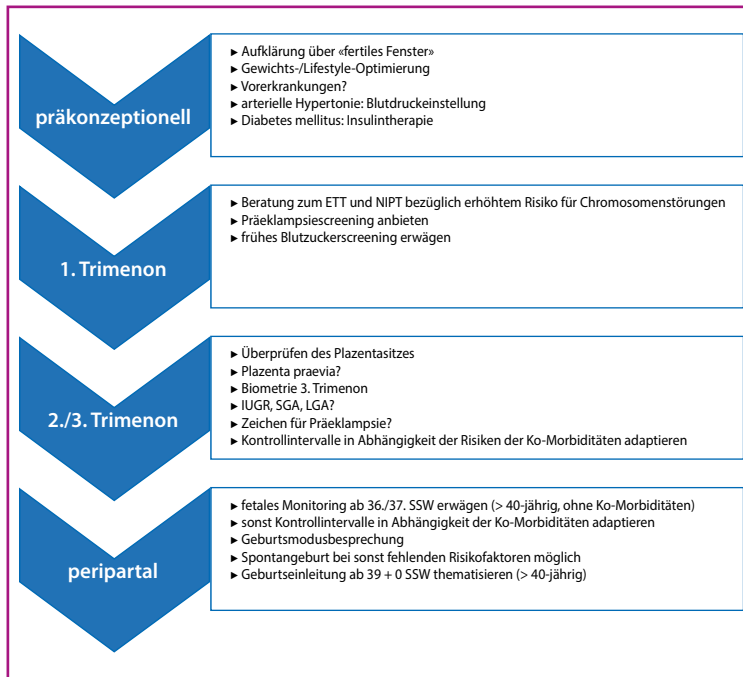 präkonzeptionell
▸ Aufklärung über «fertiles Fenster»
▸ Gewichts-/Lifestyle-Optimierung
▸ Vorerkrankungen?
▸ arterielle Hypertonie: Blutdruckeinstellung
▸ Diabetes mellitus: Insulintherapie
1. Trimenon
▸ Beratung zum ETT und NIPT bezüglich erhöhtem Risiko für Chromosomenstörungen
▸ Präeklampsiescreening anbieten
▸ frühes Blutzuckerscreening erwägen
2./3. Trimenon
▸ Überprüfen des Plazentasitzes
▸ Plazenta praevia?
▸ Biometrie 3. Trimenon
▸ IUGR, SGA, LGA?
▸ Zeichen für Präeklampsie?
▸ Kontrollintervalle in Abhängigkeit der Risiken der Ko-Morbiditäten adaptieren
peripartal
▸ fetales Monitoring ab 36./37. SSW erwägen (> 40-jährig, ohne Ko-Morbiditäten)
▸ sonst Kontrollintervalle in Abhängigkeit der Ko-Morbiditäten adaptieren
▸ Geburtsmodusbesprechung
▸ Spontangeburt bei sonst fehlenden Risikofaktoren möglich
▸ Geburtseinleitung ab 39 + 0 SSW thematisieren (> 40-jährig)